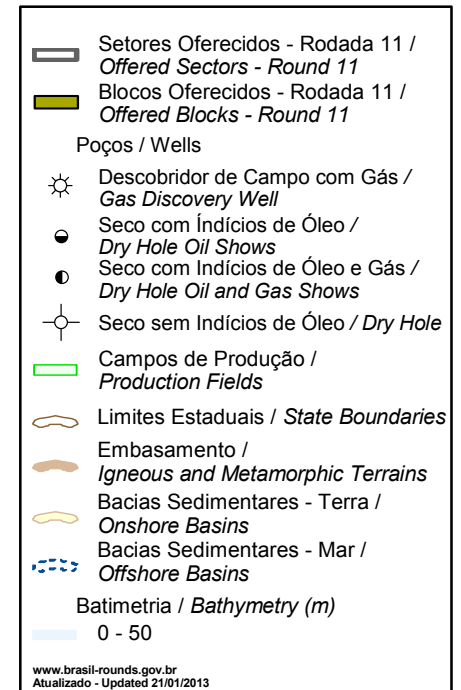 Setores Oferecidos - Rodada 11 /
Offered Sectors - Round 11
Blocos Oferecidos - Rodada 11 /
Offered Blocks - Round 11
Poços / Wells
Descobridor de Campo com Gás /
Gas Discovery Well
Seco com Índícios de Óleo /
Dry Hole Oil Shows
Seco com Indícios de Óleo e Gás /
Dry Hole Oil and Gas Shows
Seco sem Indícios de Óleo / Dry Hole
Campos de Produção /
Production Fields
Limites Estaduais / State Boundaries
Embasamento /
Igneous and Metamorphic Terrains
Bacias Sedimentares - Terra /
Onshore Basins
Bacias Sedimentares - Mar /
Offshore Basins
Batimetria / Bathymetry (m)
0 - 50
www.brasil-rounds.gov.br
Atualizado - Updated 21/01/2013